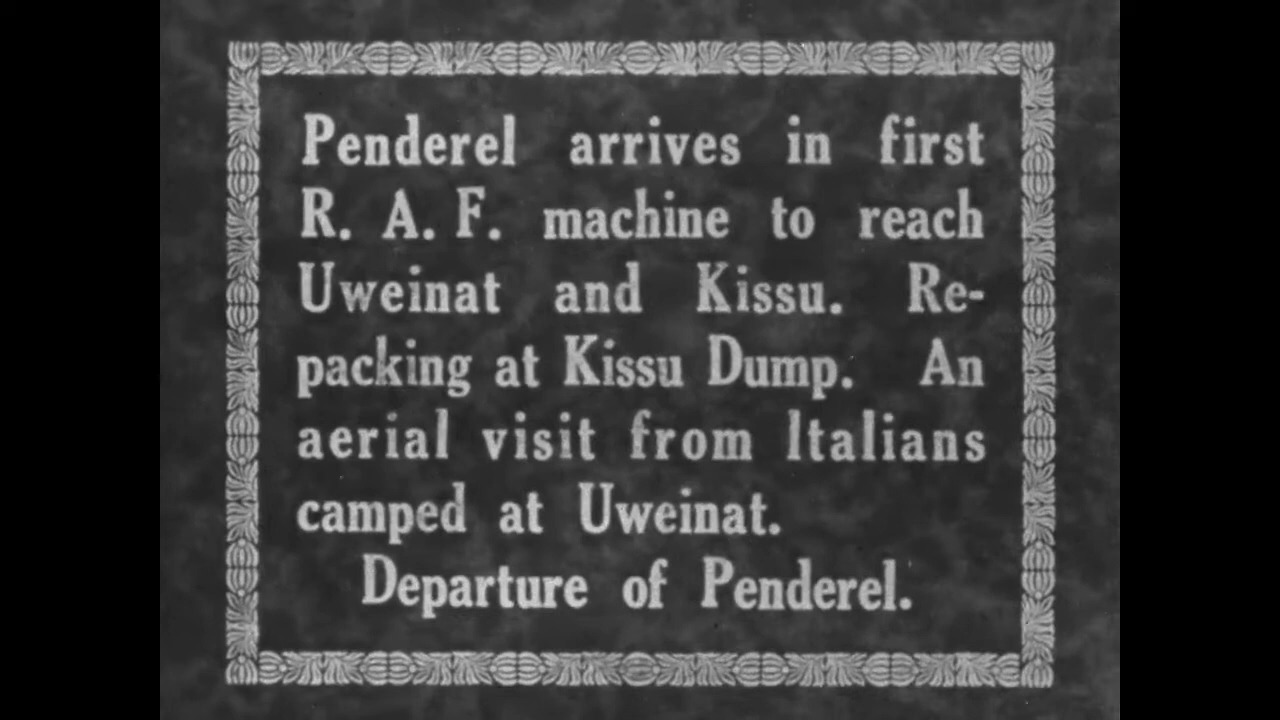 Penderel arrives in first
R. A. F. machine to reach
Uweinat and Kissu. Re-
packing at Kissu Dump. An
aerial visit from Italians
camped at Uweinat.
Departure of Penderel.